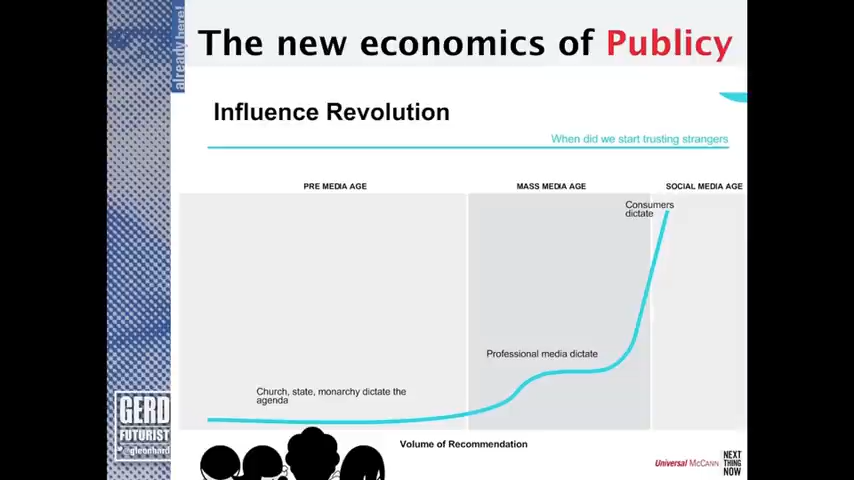 already here!
The new economics of Publicy
Influence Revolution
When did we start trusting strangers
PRE MEDIA AGE
MASS MEDIA AGE
SOCIAL MEDIA AGE
Consumers
dictate
Professional media dictate
Church, state, monarchy dictate the
agenda
Volume of Recommendation
GERD
FUTURIST
@gleonhard
Universal McCann
NEXT
THING
NOW